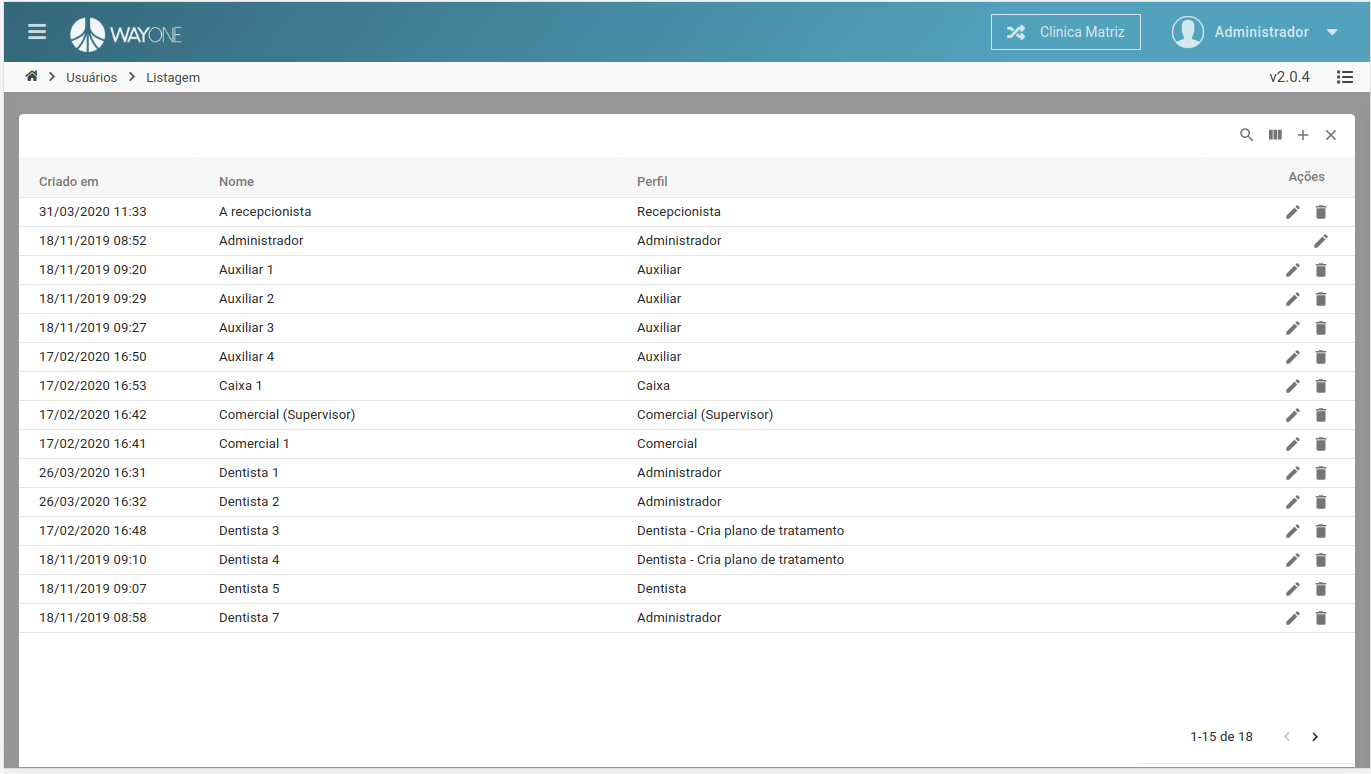 WAYONE
Clinica Matriz
Administrador
Usuários
Listagem
v2.0.4
Criado em Nome Perfil Ações
31/03/2020 11:33 A recepcionista Recepcionista
18/11/2019 08:52 Administrador Administrador
18/11/2019 09:20 Auxiliar 1 Auxiliar
18/11/2019 09:29 Auxiliar 2 Auxiliar
18/11/2019 09:27 Auxiliar 3 Auxiliar
17/02/2020 16:50 Auxiliar 4 Auxiliar
17/02/2020 16:53 Caixa 1 Caixa
17/02/2020 16:42 Comercial (Supervisor) Comercial (Supervisor)
17/02/2020 16:41 Comercial 1 Comercial
26/03/2020 16:31 Dentista 1 Administrador
26/03/2020 16:32 Dentista 2 Administrador
17/02/2020 16:48 Dentista 3 Dentista - Cria plano de tratamento
18/11/2019 09:10 Dentista 4 Dentista - Cria plano de tratamento
18/11/2019 09:07 Dentista 5 Dentista
18/11/2019 08:58 Dentista 7 Administrador
1-15 de 18